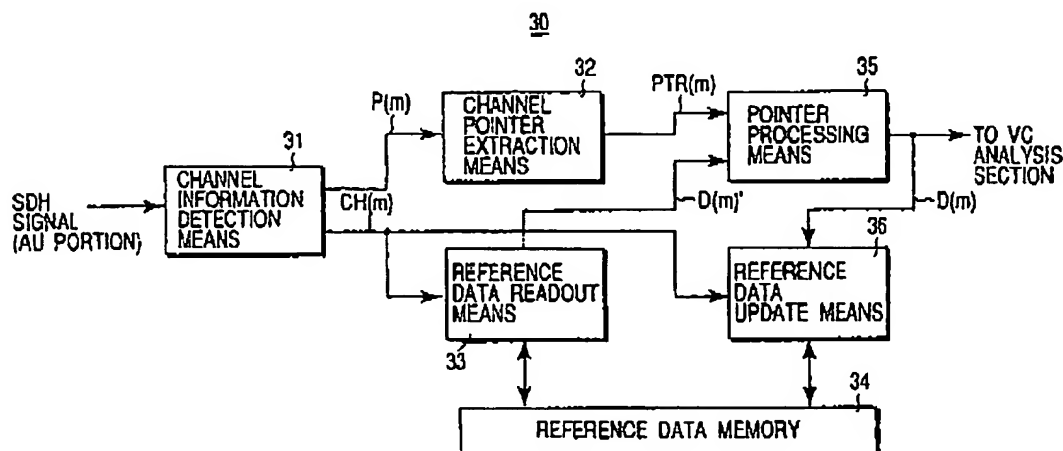 30
32
35
P(m)
CHANNEL
POINTER
EXTRACTION
MEANS
PTR(m)
POINTER
PROCESSING
MEANS
TO VC
ANALYSIS
SECTION
31
CHANNEL
INFORMATION
DETECTION
MEANS
SDH
SIGNAL
(AU PORTION)
CH(m)
D(m)'
D(m)
36
REFERENCE
DATA READOUT
MEANS
33
REFERENCE
DATA
UPDATE MEANS
34
REFERENCE DATA MEMORY